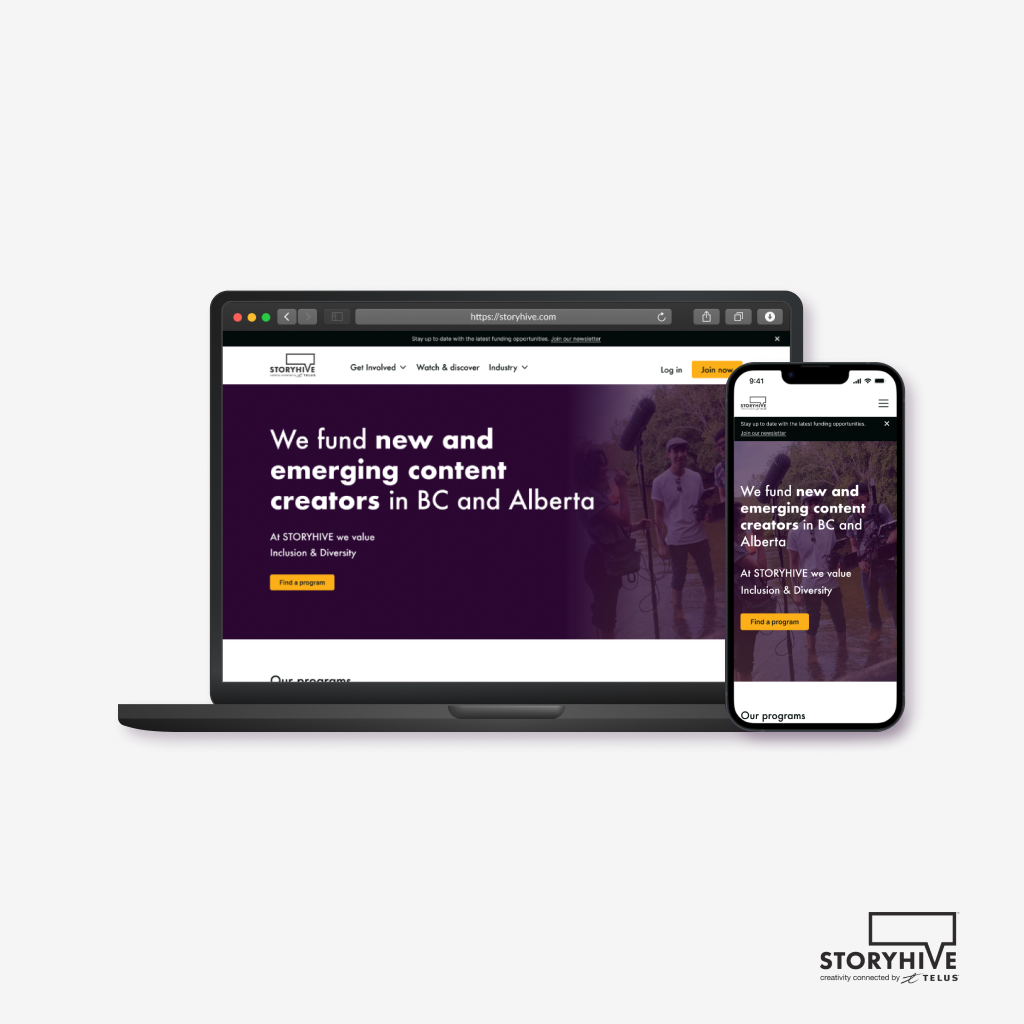 https://storyhive.com
Stay up to date with the latest funding opportunities. Join our newsletter
STORYHIVE
TELUS
Get Involved
Watch & discover
Industry
Log in
Join now
We fund new and
emerging content
creators in BC and Alberta
At STORYHIVE we value
Inclusion & Diversity
Find a program
Our programs
9:41
STORYHIVE
Stay up to date with the latest funding opportunities.
Join our newsletter
We fund new and
emerging content
creators in BC and
Alberta
At STORYHIVE we value
Inclusion & Diversity
Find a program
Our programs
STORYHIVE
creativity connected by TELUS